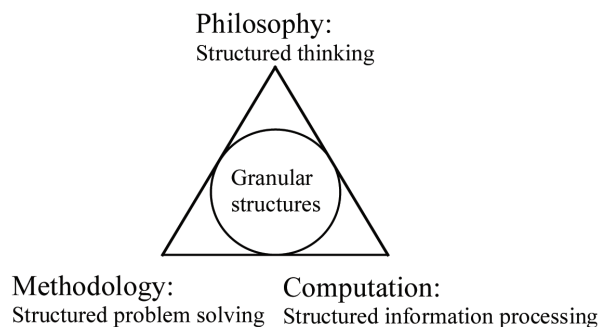 Philosophy:
Structured thinking
Granular
structures
Methodology:
Structured problem solving
Computation:
Structured information processing